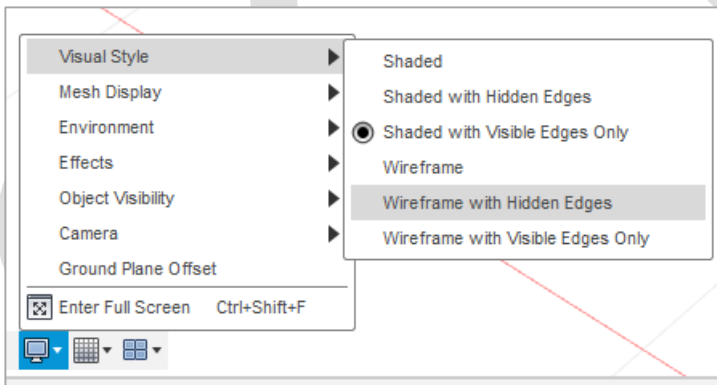 Visual Style
Mesh Display
Environment
Effects
Object Visibility
Camera
Ground Plane Offset
Enter Full Screen Ctrl+Shift+F
Shaded
Shaded with Hidden Edges
Shaded with Visible Edges Only
Wireframe
Wireframe with Hidden Edges
Wireframe with Visible Edges Only